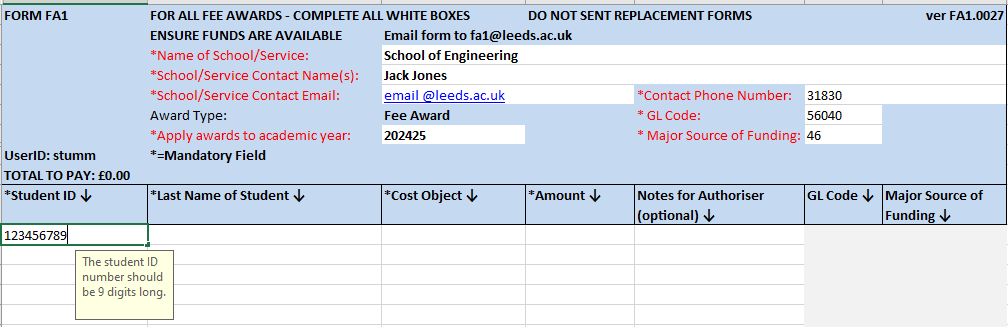 FORM FA1 FOR ALL FEE AWARDS - COMPLETE ALL WHITE BOXES DO NOT SENT REPLACEMENT FORMS ver FA1.0027
ENSURE FUNDS ARE AVAILABLE Email form to fa1@leeds.ac.uk
*Name of School/Service: School of Engineering
*School/Service Contact Name(s): Jack Jones
*School/Service Contact Email: email @leeds.ac.uk *Contact Phone Number: 31830
Award Type: Fee Award * GL Code: 56040
*Apply awards to academic year: 202425 * Major Source of Funding: 46
UserID: stumm *=Mandatory Field
TOTAL TO PAY: £0.00
*Student ID ↓ *Last Name of Student ↓ *Cost Object ↓ *Amount ↓ Notes for Authoriser GL Code ↓ Major Source of
(optional) ↓ Funding ↓
123456789
The student ID
number should
be 9 digits long.